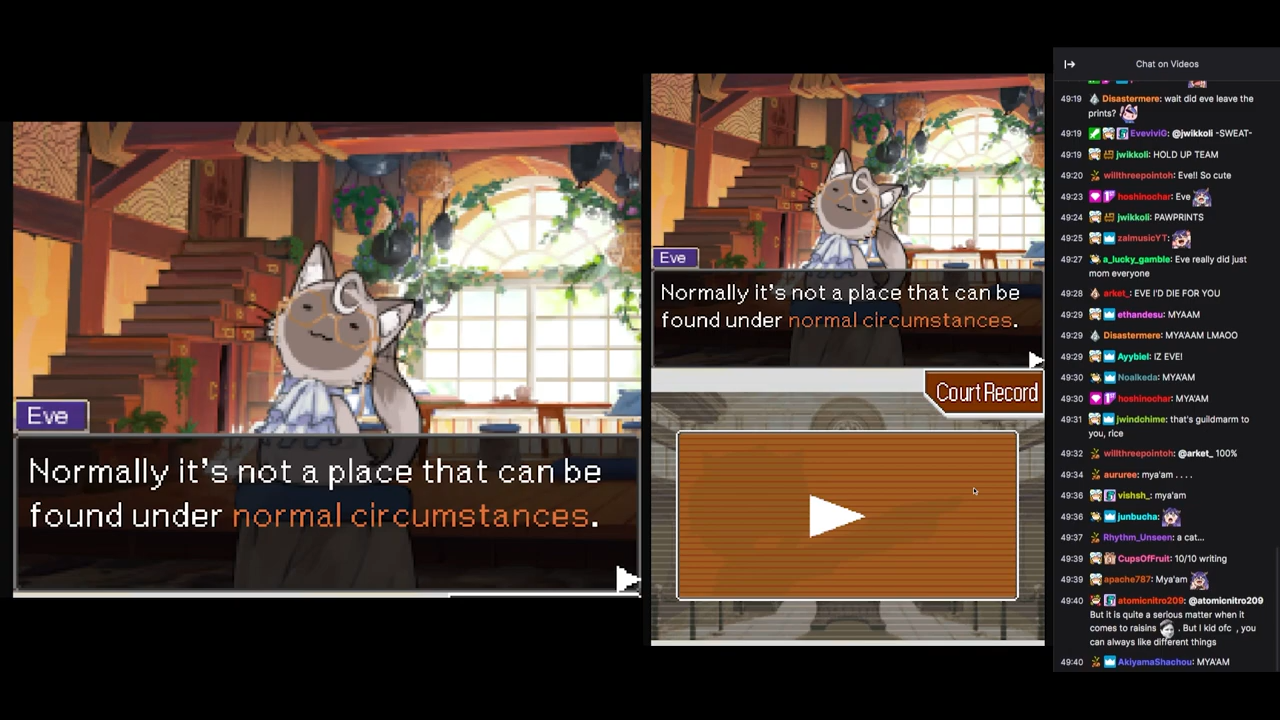 Eve
Normally it's not a place that can be
found under normal circumstances.
Eve
Normally it's not a place that can be
found under normal circumstances.
Court Record
Chat on Videos
49:19 Disastermere: wait did eve leave the
prints?
49:19 EveviviG: @jwikkoli -SWEAT-
49:19 jwikkoli: HOLD UP TEAM
49:20 willthreepointoh: Eve!! So cute
49:23 hoshinochar: Eve
49:24 jwikkoli: PAWPRINTS
49:25 zalmusicYT:
49:27 a_lucky_gamble: Eve really did just
mom everyone
49:28 arket_: EVE I'D DIE FOR YOU
49:29 ethandesu: MYAAM
49:29 Disastermere: MYA'AAM LMAOO
49:29 Ayyblel: IZ EVE!
49:30 Noalkeda: MYA'AM
49:30 hoshinochar: MYA'AM
49:31 jwindchime: that's guildmarm to
you, rice
49:32 willthreepointoh: @arket_ 100%
49:34 aururee: mya'am . . . .
49:36 vishsh_: mya'am
49:36 junbucha:
49:37 Rhythm_Unseen: a cat...
49:39 CupsOfFruit: 10/10 writing
49:39 apache787: Mya'am
49:40 atomicnitro209: @atomicnitro209
But it is quite a serious matter when it
comes to raisins . But I kid ofc , you
can always like different things
49:40 AkiyamaShachou: MYA'AM